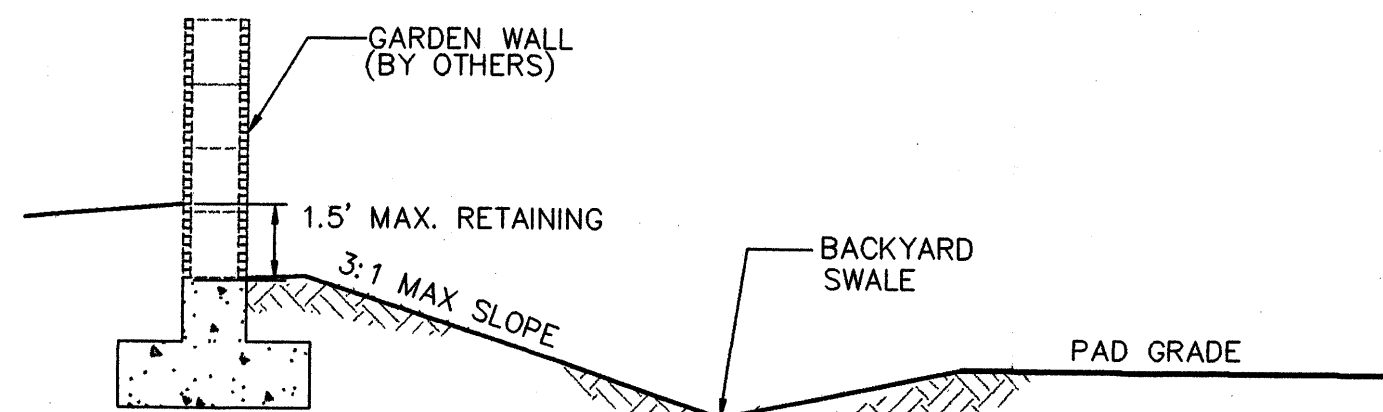 GARDEN WALL
(BY OTHERS)
1.5' MAX. RETAINING
3:1 MAX SLOPE
BACKYARD
SWALE
PAD GRADE